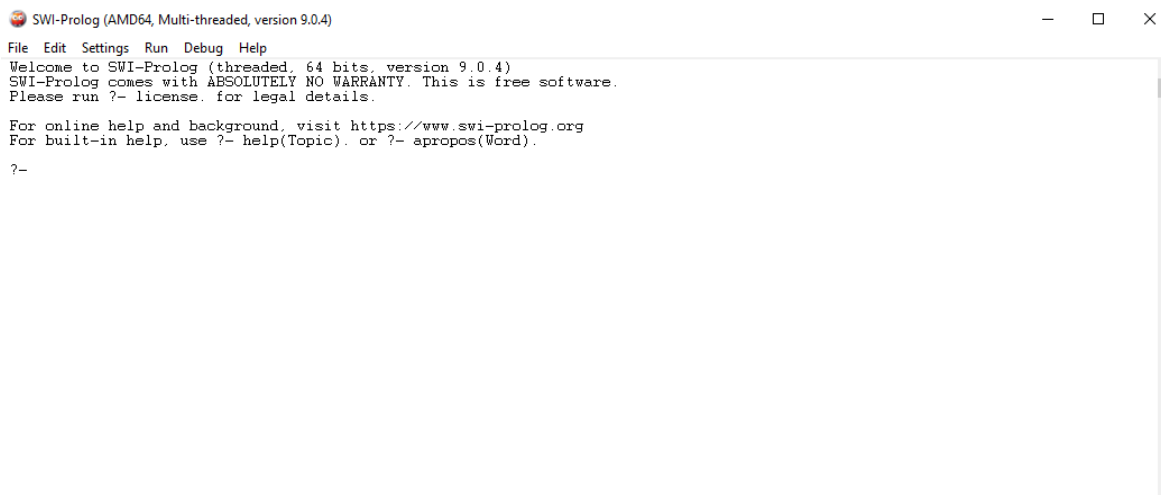 SWI-Prolog (AMD64, Multi-threaded, version 9.0.4)
File Edit Settings Run Debug Help
Welcome to SWI-Prolog (threaded, 64 bits, version 9.0.4)
SWI-Prolog comes with ABSOLUTELY NO WARRANTY. This is free software.
Please run ?- license. for legal details.
For online help and background, visit https://www.swi-prolog.org
For built-in help, use ?- help(Topic). or ?- apropos(Word).
?-